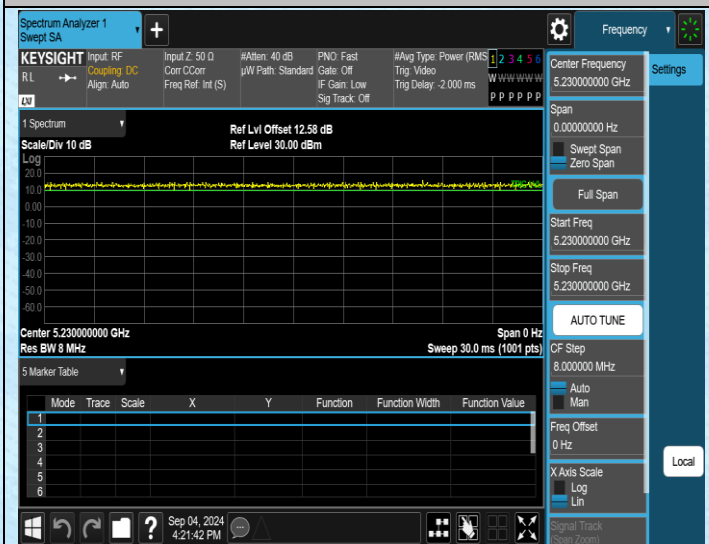 Spectrum Analyzer 1
Swept SA
+
Frequency
KEYSIGHT
RL
LXI
Input: RF
Coupling: DC
Align: Auto
Input Z: 50 Ω
Corr CCorr
Freq Ref: Int (S)
#Atten: 40 dB
µW Path: Standard
PNO: Fast
Gate: Off
IF Gain: Low
Sig Track: Off
#Avg Type: Power (RMS
Trig: Video
Trig Delay: -2.000 ms
1 2 3 4 5 6
W W W W W W
P P P P P P
Center Frequency
5.230000000 GHz
Settings
Span
0.00000000 Hz
Swept Span
Zero Span
Full Span
Start Freq
5.230000000 GHz
Stop Freq
5.230000000 GHz
AUTO TUNE
CF Step
8.000000 MHz
Auto
Man
Freq Offset
0 Hz
X Axis Scale
Log
Lin
Signal Track
(Span Zoom)
Local
1 Spectrum
Scale/Div 10 dB
Ref Lvl Offset 12.58 dB
Ref Level 30.00 dBm
Log
20.0
10.0
0.00
-10.0
-20.0
-30.0
-40.0
-50.0
-60.0
Center 5.230000000 GHz
Span 0 Hz
Res BW 8 MHz
Sweep 30.0 ms (1001 pts)
5 Marker Table
Mode Trace Scale X Y Function Function Width Function Value
1
2
3
4
5
6
?
Sep 04, 2024
4:21:42 PM